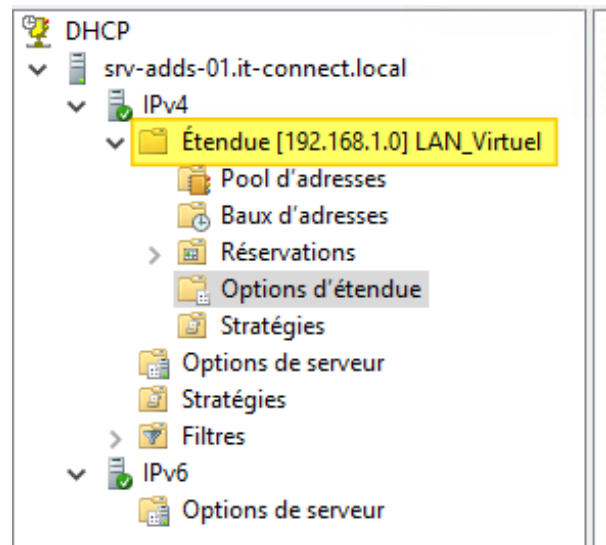 DHCP
srv-adds-01.it-connect.local
IPv4
Étendue [192.168.1.0] LAN_Virtuel
Pool d'adresses
Baux d'adresses
Réservations
Options d'étendue
Stratégies
Options de serveur
Stratégies
Filtres
IPv6
Options de serveur